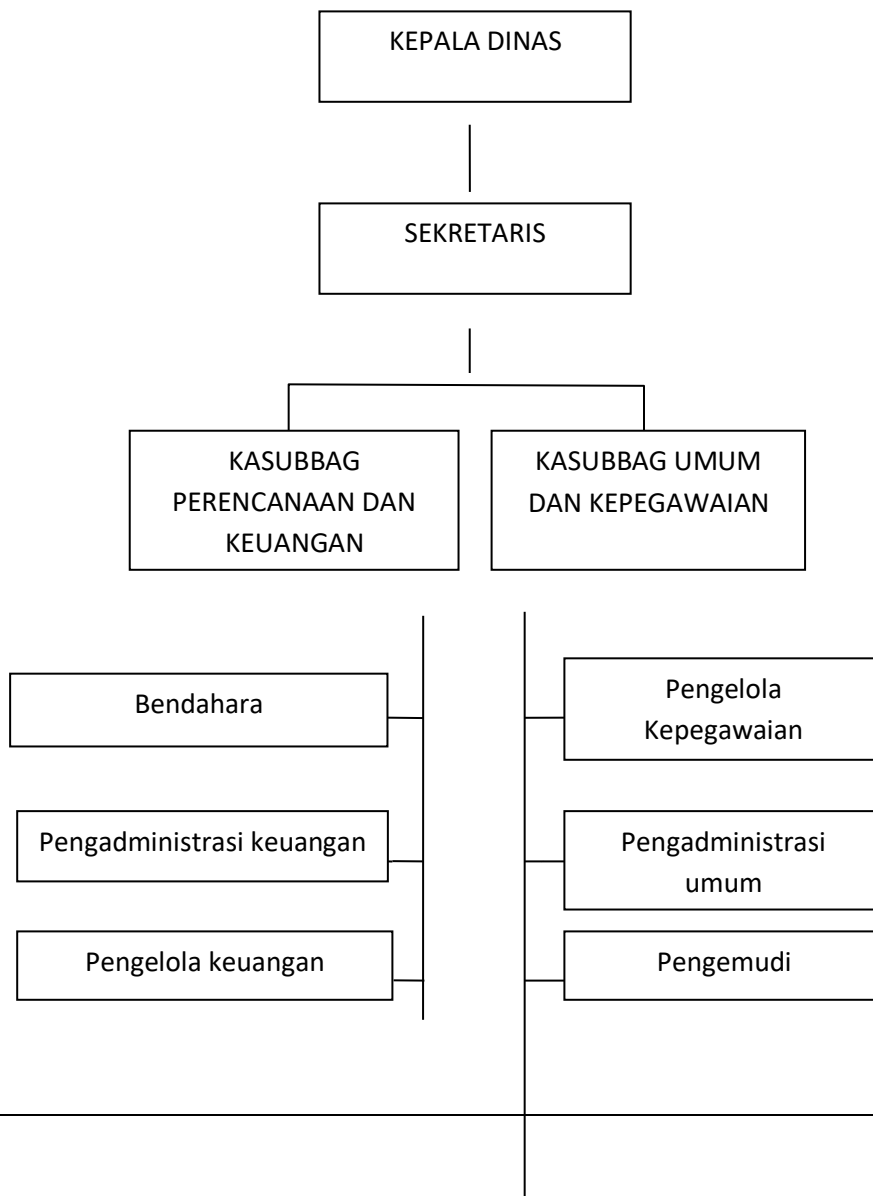 KEPALA DINAS
SEKRETARIS
KASUBBAG
PERENCANAAN DAN
KEUANGAN
KASUBBAG UMUM
DAN KEPEGAWAIAN
Bendahara
Pengelola
Kepegawaian
Pengadministrasi keuangan
Pengadministrasi
umum
Pengelola keuangan
Pengemudi